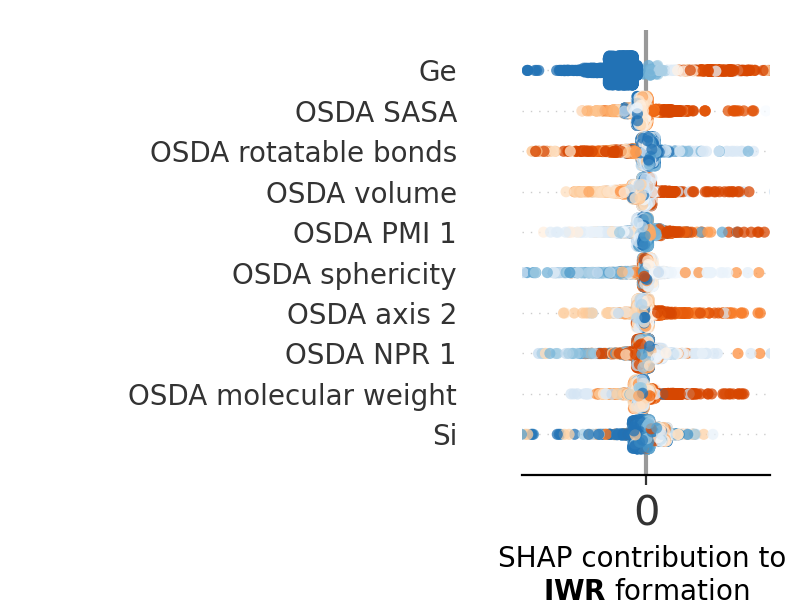 Ge
OSDA SASA
OSDA rotatable bonds
OSDA volume
OSDA PMI 1
OSDA sphericity
OSDA axis 2
OSDA NPR 1
OSDA molecular weight
Si
0
SHAP contribution to
IWR formation